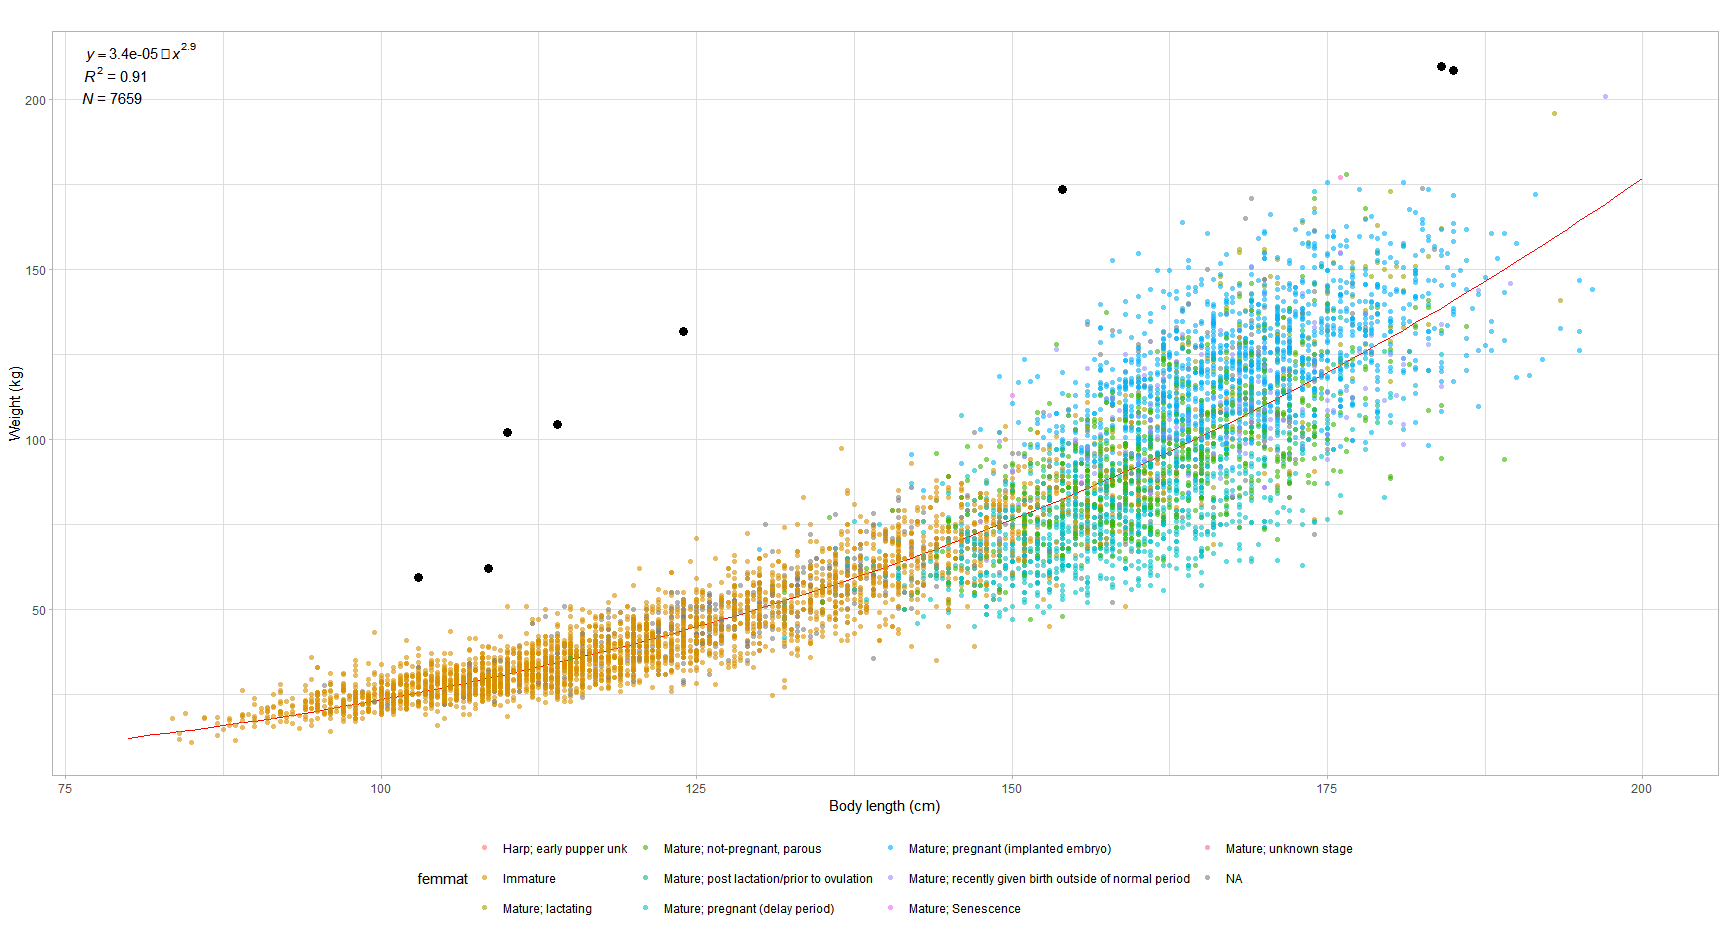 y = 3.4e-05 □ x^2.9
R² = 0.91
N = 7659
200
150
100
50
Weight (kg)
75 100 125 150 175 200
Body length (cm)
femmat
Harp; early pupper unk
Immature
Mature; lactating
Mature; not-pregnant, parous
Mature; post lactation/prior to ovulation
Mature; pregnant (delay period)
Mature; pregnant (implanted embryo)
Mature; recently given birth outside of normal period
Mature; Senescence
Mature; unknown stage
NA